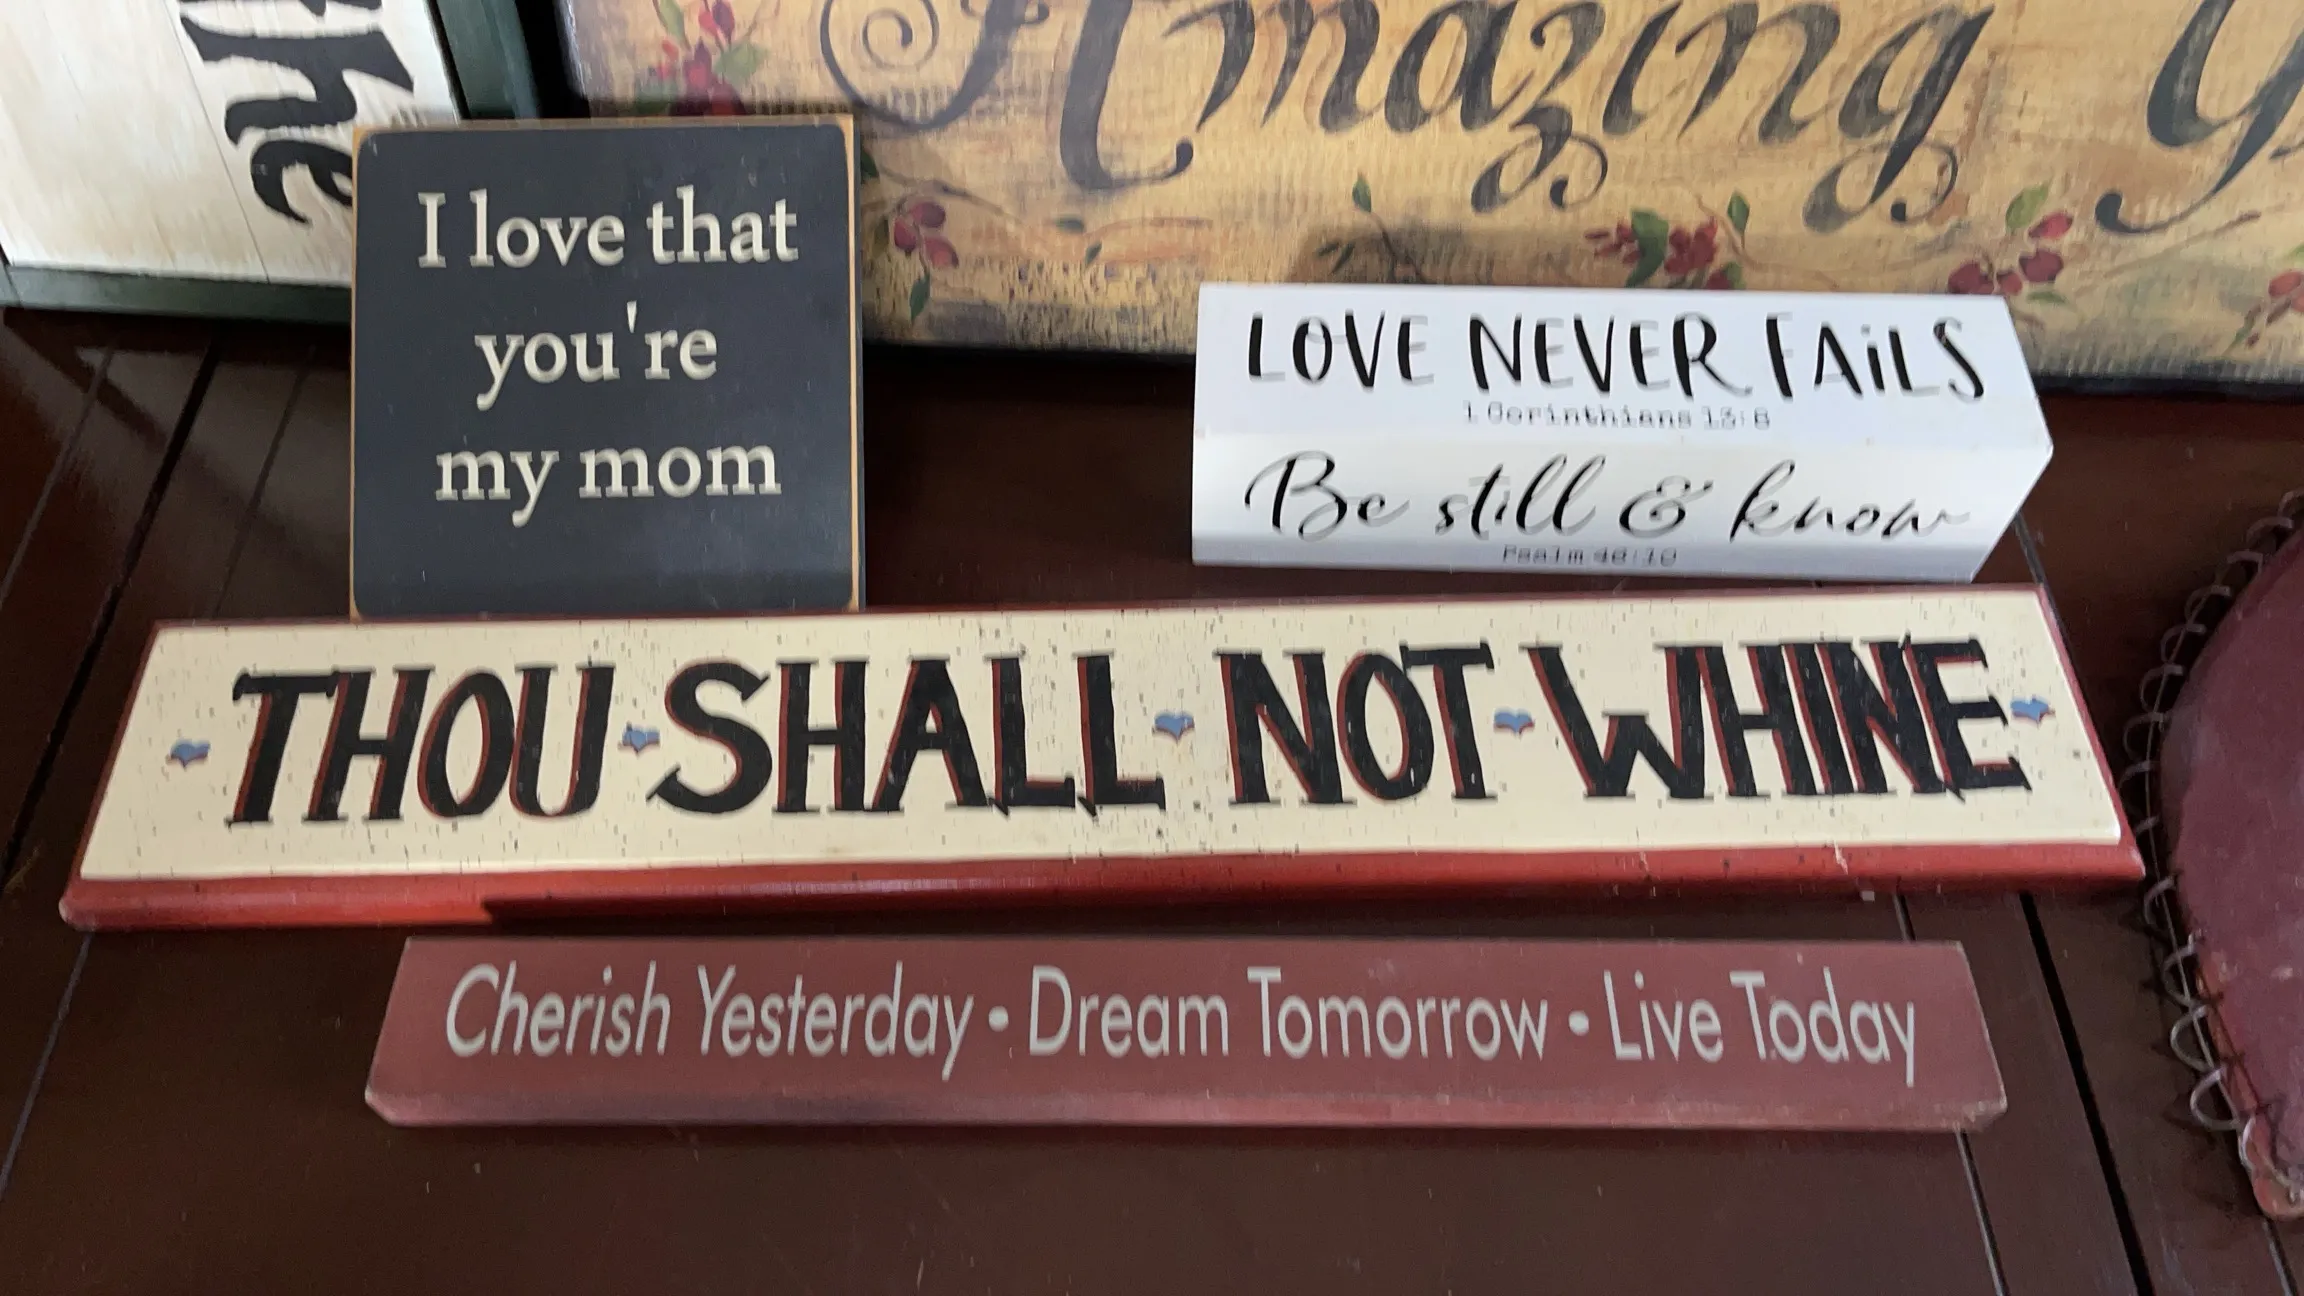 the
Amazing
I love that
you're
my mom
LOVE NEVER FAiLS
1 Corinthians 13:8
Be still & know
Psalm 46:10
THOU SHALL NOT WHINE
Cherish Yesterday • Dream Tomorrow • Live Today